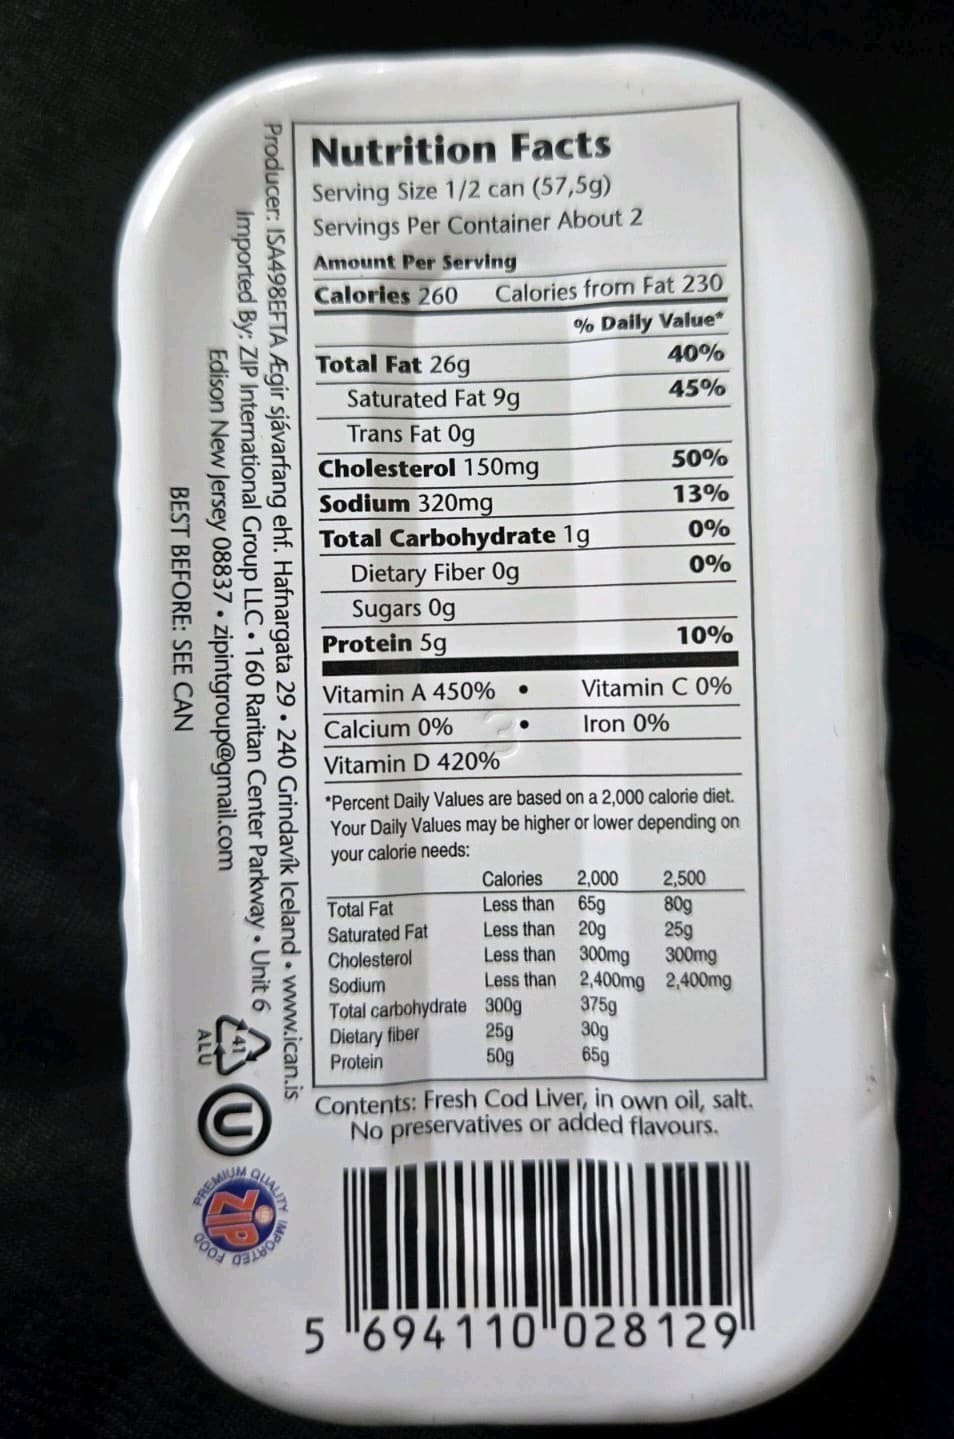 Nutrition Facts
Serving Size 1/2 can (57,5g)
Servings Per Container About 2
Amount Per Serving
Calories 260 Calories from Fat 230
% Daily Value*
Total Fat 26g 40%
Saturated Fat 9g 45%
Trans Fat 0g
Cholesterol 150mg 50%
Sodium 320mg 13%
Total Carbohydrate 1g 0%
Dietary Fiber 0g 0%
Sugars 0g
Protein 5g 10%
Vitamin A 450% • Vitamin C 0%
Calcium 0% • Iron 0%
Vitamin D 420%
*Percent Daily Values are based on a 2,000 calorie diet.
Your Daily Values may be higher or lower depending on
your calorie needs:
Calories 2,000 2,500
Total Fat Less than 65g 80g
Saturated Fat Less than 20g 25g
Cholesterol Less than 300mg 300mg
Sodium Less than 2,400mg 2,400mg
Total carbohydrate 300g 375g
Dietary fiber 25g 30g
Protein 50g 65g
Contents: Fresh Cod Liver, in own oil, salt.
No preservatives or added flavours.
5 694110 028129
Producer: ISA498EFTA Ægir sjávarfang ehf. Hafnargata 29 • 240 Grindavík Iceland • www.ican.is
Imported By: ZIP International Group LLC • 160 Raritan Center Parkway • Unit 6
Edison New Jersey 08837 • zipintgroup@gmail.com
BEST BEFORE: SEE CAN
41
ALU
U
PREMIUM QUALITY IMPORTED FOOD
ZIP
3